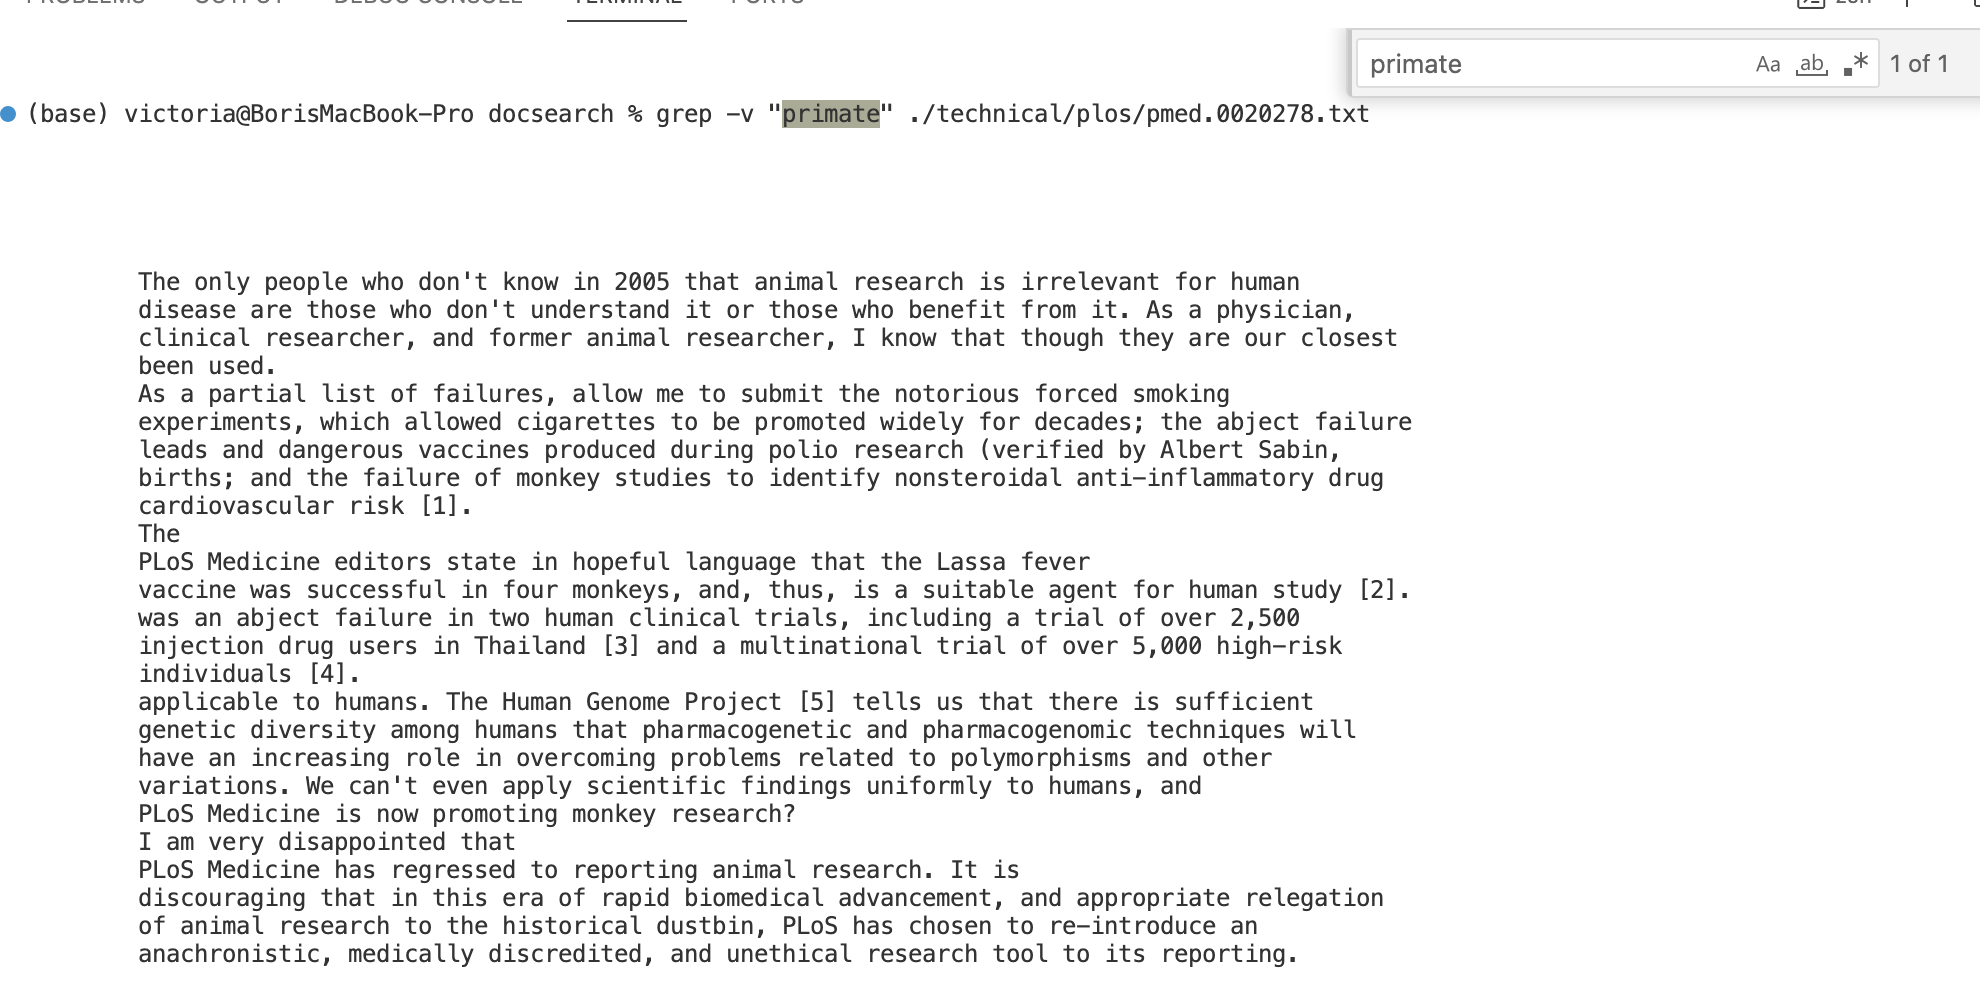 PROBLEMS OUTPUT DEBUG CONSOLE TERMINAL PORTS zsh
primate Aa ab 1 of 1
(base) victoria@BorisMacBook-Pro docsearch % grep -v "primate" ./technical/plos/pmed.0020278.txt
The only people who don't know in 2005 that animal research is irrelevant for human
disease are those who don't understand it or those who benefit from it. As a physician,
clinical researcher, and former animal researcher, I know that though they are our closest
been used.
As a partial list of failures, allow me to submit the notorious forced smoking
experiments, which allowed cigarettes to be promoted widely for decades; the abject failure
leads and dangerous vaccines produced during polio research (verified by Albert Sabin,
births; and the failure of monkey studies to identify nonsteroidal anti-inflammatory drug
cardiovascular risk [1].
The
PLoS Medicine editors state in hopeful language that the Lassa fever
vaccine was successful in four monkeys, and, thus, is a suitable agent for human study [2].
was an abject failure in two human clinical trials, including a trial of over 2,500
injection drug users in Thailand [3] and a multinational trial of over 5,000 high-risk
individuals [4].
applicable to humans. The Human Genome Project [5] tells us that there is sufficient
genetic diversity among humans that pharmacogenetic and pharmacogenomic techniques will
have an increasing role in overcoming problems related to polymorphisms and other
variations. We can't even apply scientific findings uniformly to humans, and
PLoS Medicine is now promoting monkey research?
I am very disappointed that
PLoS Medicine has regressed to reporting animal research. It is
discouraging that in this era of rapid biomedical advancement, and appropriate relegation
of animal research to the historical dustbin, PLoS has chosen to re-introduce an
anachronistic, medically discredited, and unethical research tool to its reporting.